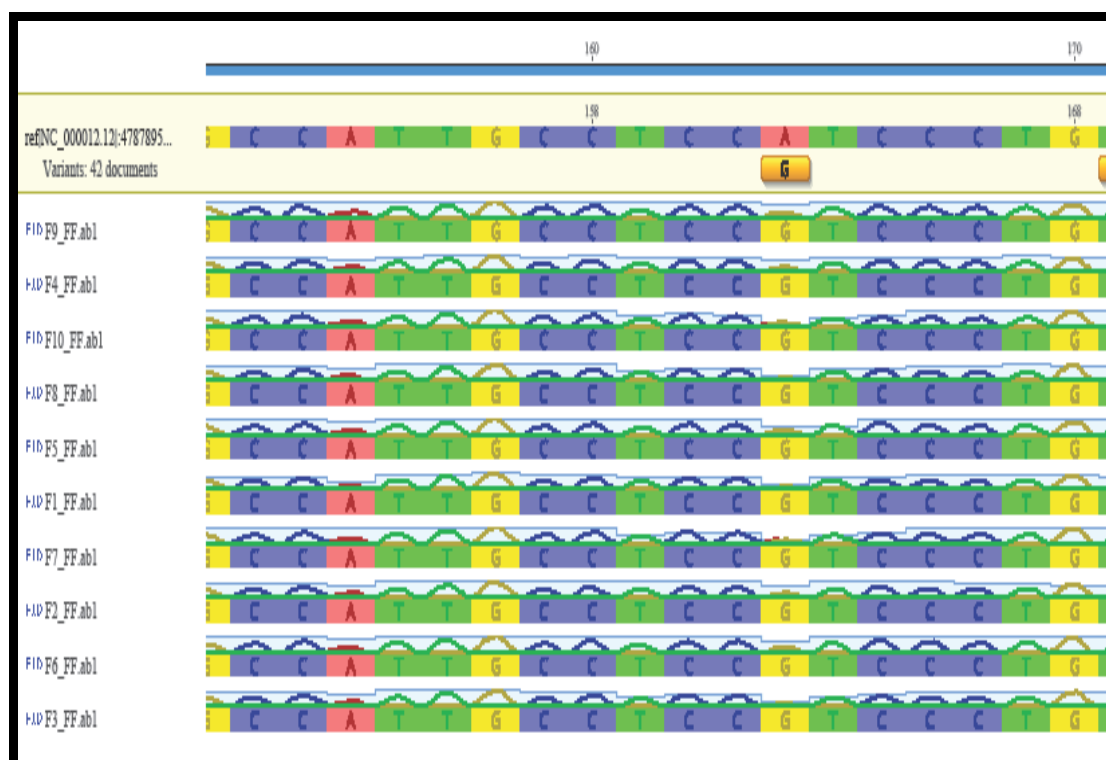 160 170
158 168
ref|NC_000012.12|:4787895...
G C C A T T G C C T C C A T C C C T G
Variants: 42 documents
G
F9_FF.ab1 G C C A T T G C C T C C G T C C C T G
F4_FF.ab1 G C C A T T G C C T C C G T C C C T G
F10_FF.ab1 G C C A T T G C C T C C G T C C C T G
F8_FF.ab1 G C C A T T G C C T C C G T C C C T G
F5_FF.ab1 G C C A T T G C C T C C G T C C C T G
F1_FF.ab1 G C C A T T G C C T C C G T C C C T G
F7_FF.ab1 G C C A T T G C C T C C G T C C C T G
F2_FF.ab1 G C C A T T G C C T C C G T C C C T G
F6_FF.ab1 G C C A T T G C C T C C G T C C C T G
F3_FF.ab1 G C C A T T G C C T C C G T C C C T G